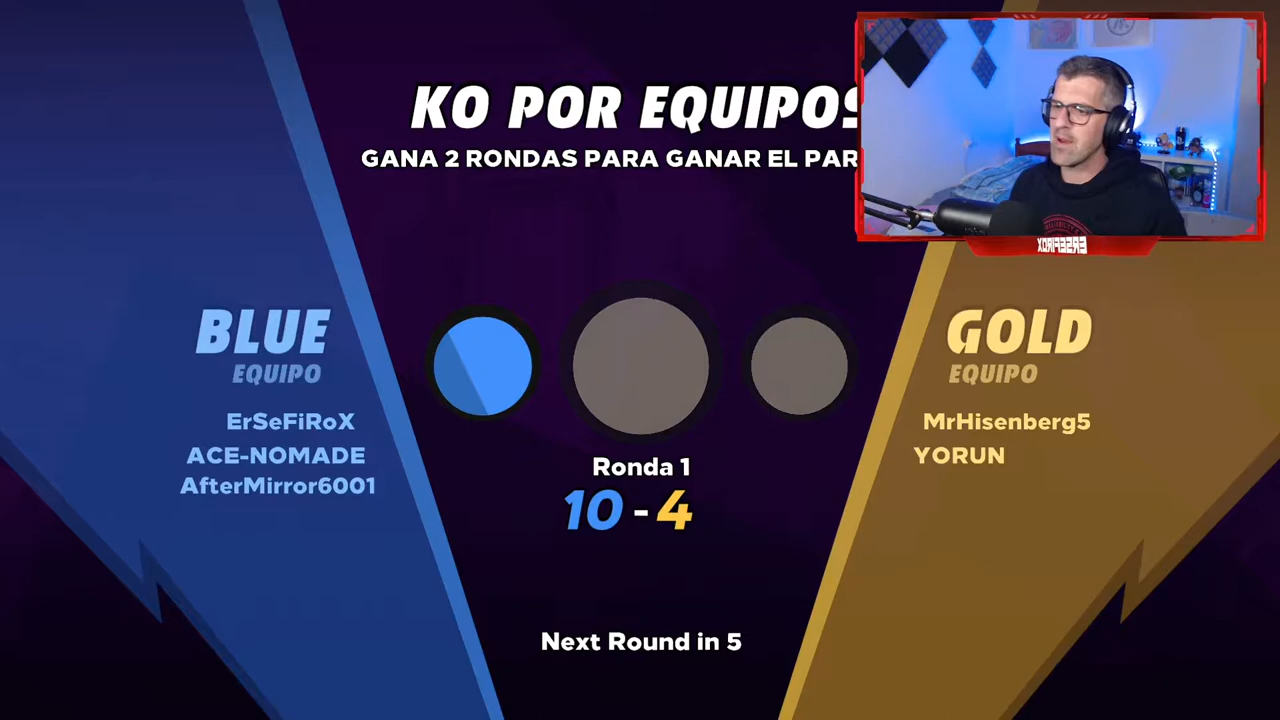 KO POR EQUIPOS
GANA 2 RONDAS PARA GANAR EL PAR
BLUE
EQUIPO
ErSeFiRoX
ACE-NOMADE
AfterMirror6001
Ronda 1
10 - 4
Next Round in 5
GOLD
EQUIPO
MrHisenberg5
YORUN